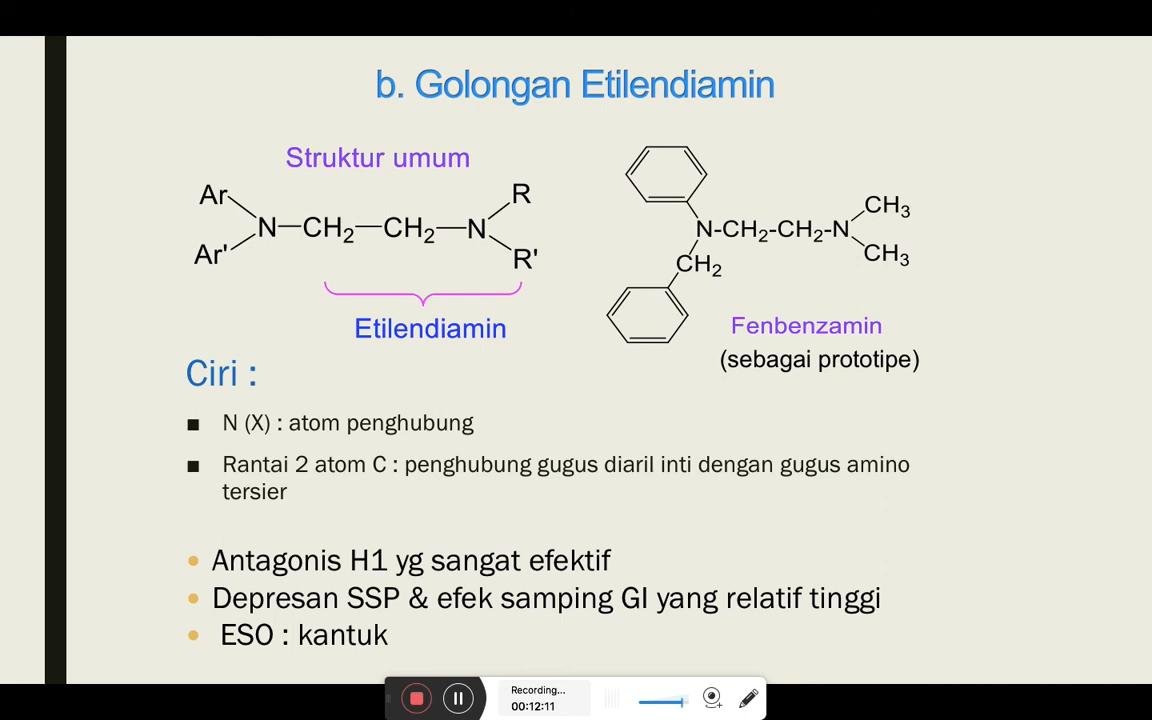 b. Golongan Etilendiamin
Struktur umum
Ar
Ar'
N—CH₂—CH₂—N
R
R'
Etilendiamin
N-CH₂-CH₂-N
CH₃
CH₃
CH₂
Fenbenzamin
(sebagai prototipe)
Ciri :
■ N (X) : atom penghubung
■ Rantai 2 atom C : penghubung gugus diaril inti dengan gugus amino
tersier
• Antagonis H1 yg sangat efektif
• Depresan SSP & efek samping GI yang relatif tinggi
• ESO : kantuk
Recording...
00:12:11